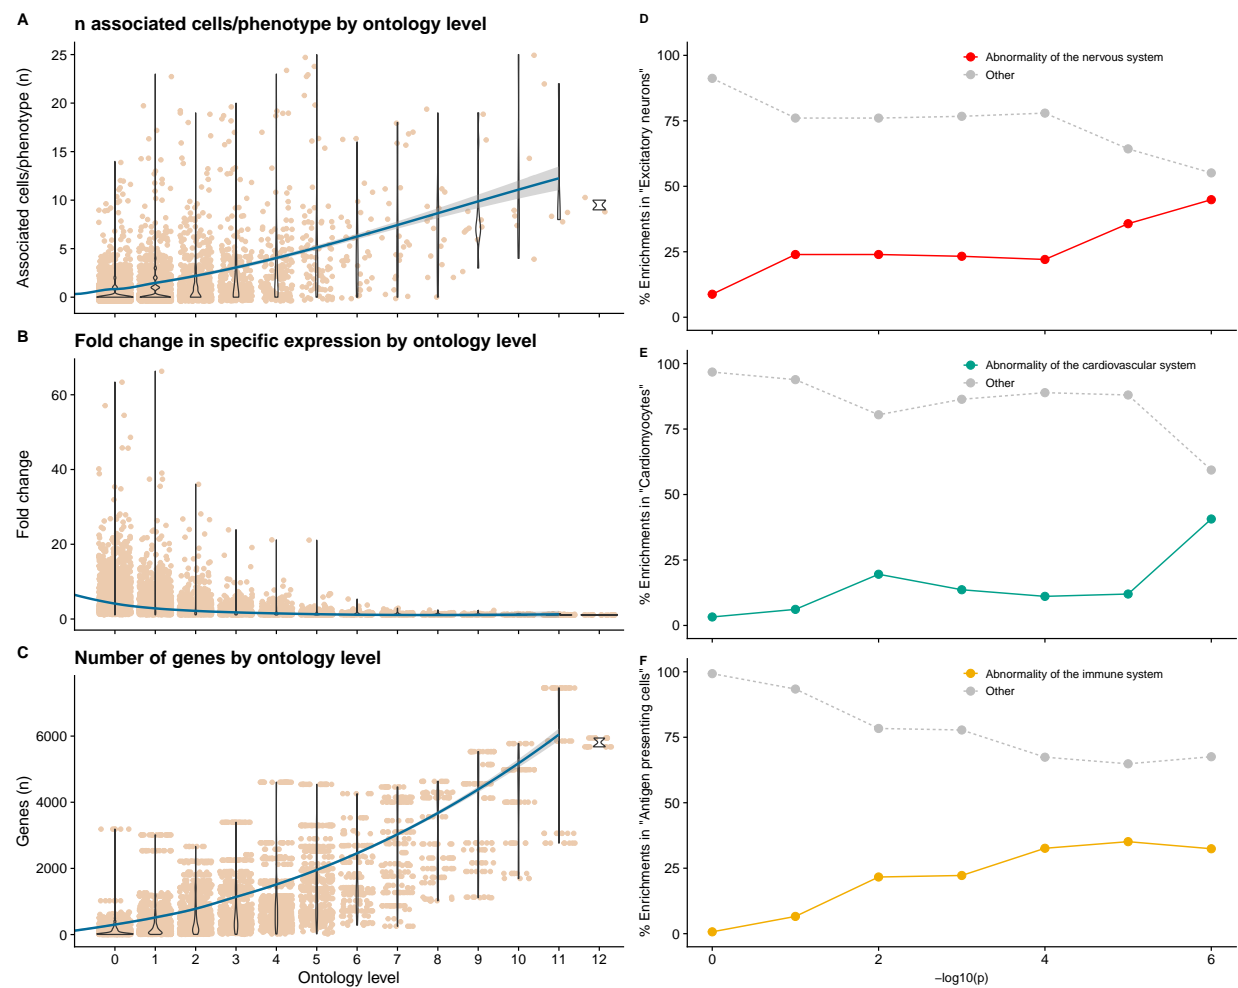 A
n associated cells/phenotype by ontology level
Associated cells/phenotype (n)
25
20
15
10
5
0
B
Fold change in specific expression by ontology level
Fold change
60
40
20
0
C
Number of genes by ontology level
Genes (n)
6000
4000
2000
0
0 1 2 3 4 5 6 7 8 9 10 11 12
Ontology level
D
% Enrichments in "Excitatory neurons"
100
75
50
25
0
Abnormality of the nervous system
Other
E
% Enrichments in "Cardiomyocytes"
100
75
50
25
0
Abnormality of the cardiovascular system
Other
F
% Enrichments in "Antigen presenting cells"
100
75
50
25
0
Abnormality of the immune system
Other
0 2 4 6
−log10(p)